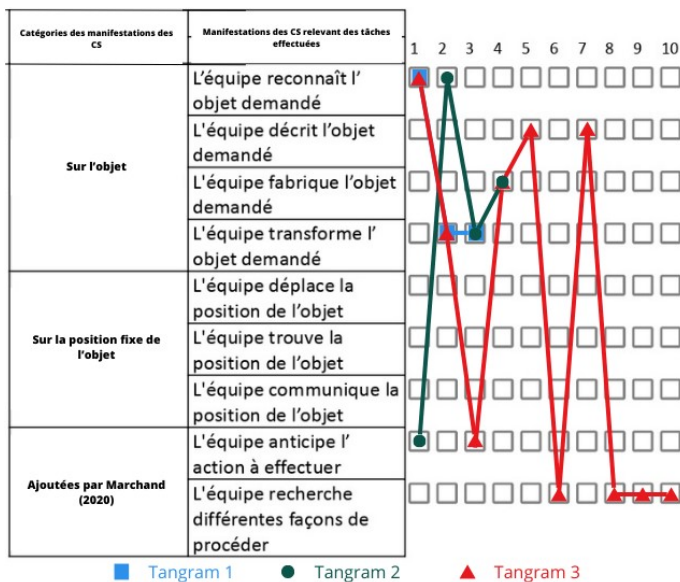 Catégories des manifestations des
CS
Manifestations des CS relevant des tâches
effectuées
1 2 3 4 5 6 7 8 9 10
Sur l'objet
L'équipe reconnaît l'
objet demandé
L'équipe décrit l'objet
demandé
L'équipe fabrique l'objet
demandé
L'équipe transforme l'
objet demandé
Sur la position fixe de
l'objet
L'équipe déplace la
position de l'objet
L'équipe trouve la
position de l'objet
L'équipe communique la
position de l'objet
Ajoutées par Marchand
(2020)
L'équipe anticipe l'
action à effectuer
L'équipe recherche
différentes façons de
procéder
Tangram 1 Tangram 2 Tangram 3